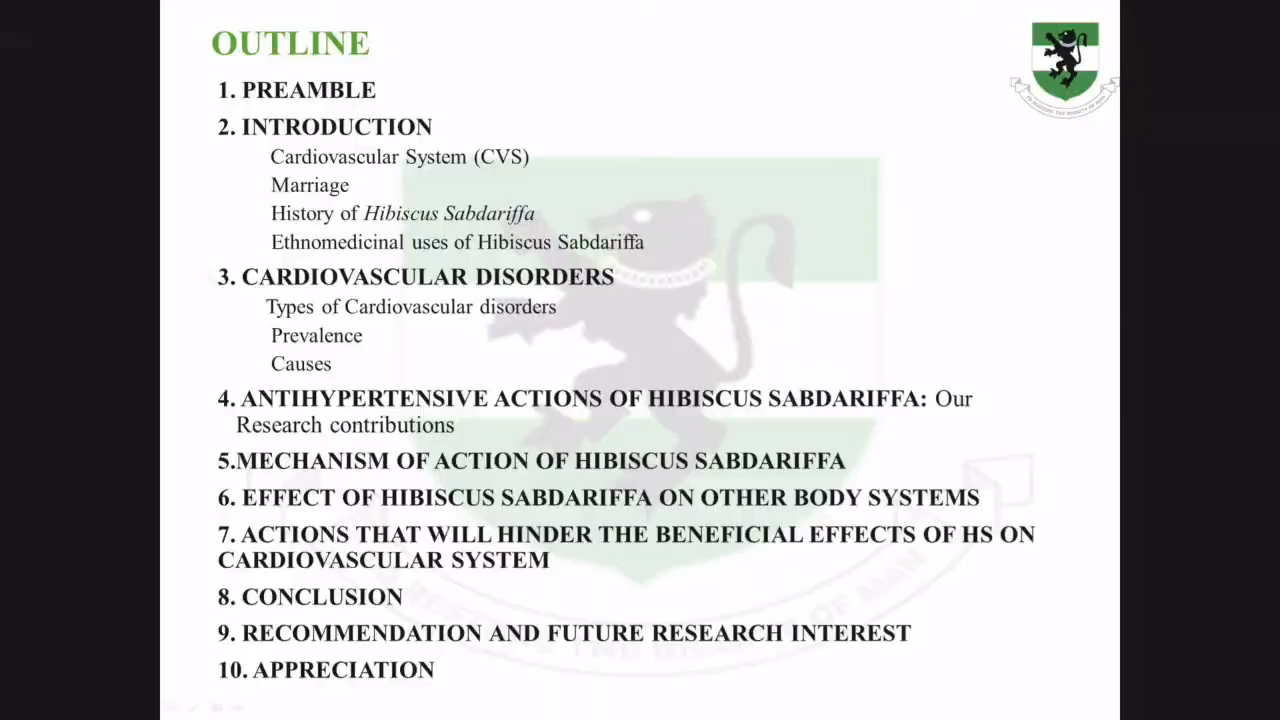 OUTLINE
1. PREAMBLE
2. INTRODUCTION
Cardiovascular System (CVS)
Marriage
History of Hibiscus Sabdariffa
Ethnomedicinal uses of Hibiscus Sabdariffa
3. CARDIOVASCULAR DISORDERS
Types of Cardiovascular disorders
Prevalence
Causes
4. ANTIHYPERTENSIVE ACTIONS OF HIBISCUS SABDARIFFA: Our
Research contributions
5.MECHANISM OF ACTION OF HIBISCUS SABDARIFFA
6. EFFECT OF HIBISCUS SABDARIFFA ON OTHER BODY SYSTEMS
7. ACTIONS THAT WILL HINDER THE BENEFICIAL EFFECTS OF HS ON
CARDIOVASCULAR SYSTEM
8. CONCLUSION
9. RECOMMENDATION AND FUTURE RESEARCH INTEREST
10. APPRECIATION